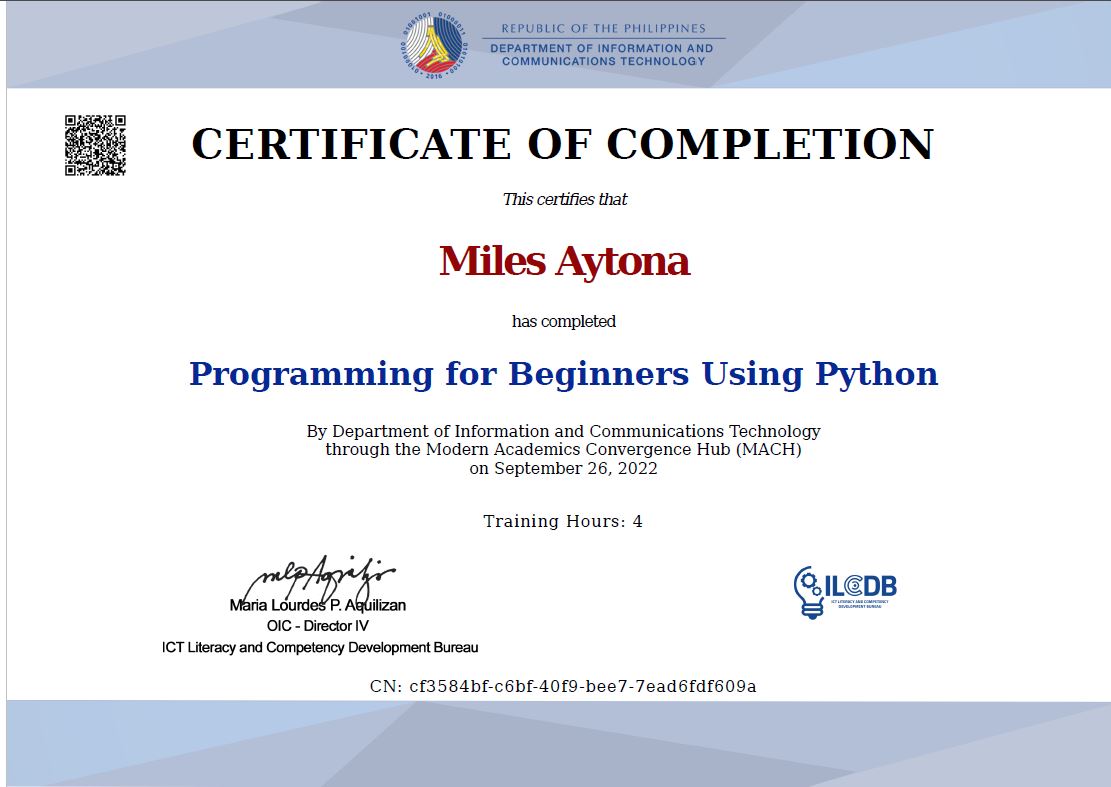 REPUBLIC OF THE PHILIPPINES
DEPARTMENT OF INFORMATION AND
COMMUNICATIONS TECHNOLOGY
2016
CERTIFICATE OF COMPLETION
This certifies that
Miles Aytona
has completed
Programming for Beginners Using Python
By Department of Information and Communications Technology
through the Modern Academics Convergence Hub (MACH)
on September 26, 2022
Training Hours: 4
Maria Lourdes P. Aquilizan
OIC - Director IV
ICT Literacy and Competency Development Bureau
ILCDB
ICT LITERACY AND COMPETENCY
DEVELOPMENT BUREAU
CN: cf3584bf-c6bf-40f9-bee7-7ead6fdf609a